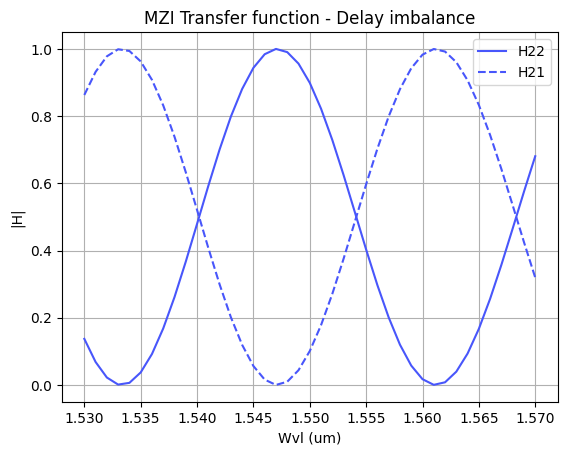 MZI Transfer function - Delay imbalance
H22
H21
|H|
1.0
0.8
0.6
0.4
0.2
0.0
1.530 1.535 1.540 1.545 1.550 1.555 1.560 1.565 1.570
Wvl (um)